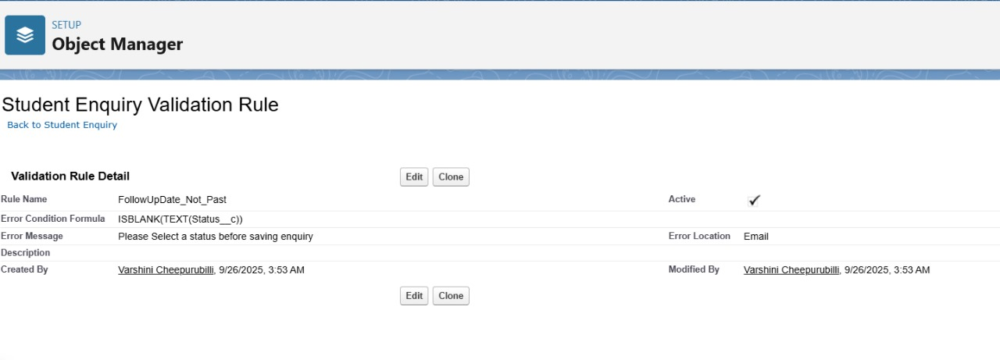 SETUP
Object Manager
Student Enquiry Validation Rule
Back to Student Enquiry
Validation Rule Detail Edit Clone
Rule Name FollowUpDate_Not_Past Active
Error Condition Formula ISBLANK(TEXT(Status__c))
Error Message Please Select a status before saving enquiry Error Location Email
Description
Created By Varshini Cheepurubilli, 9/26/2025, 3:53 AM Modified By Varshini Cheepurubilli, 9/26/2025, 3:53 AM
Edit Clone